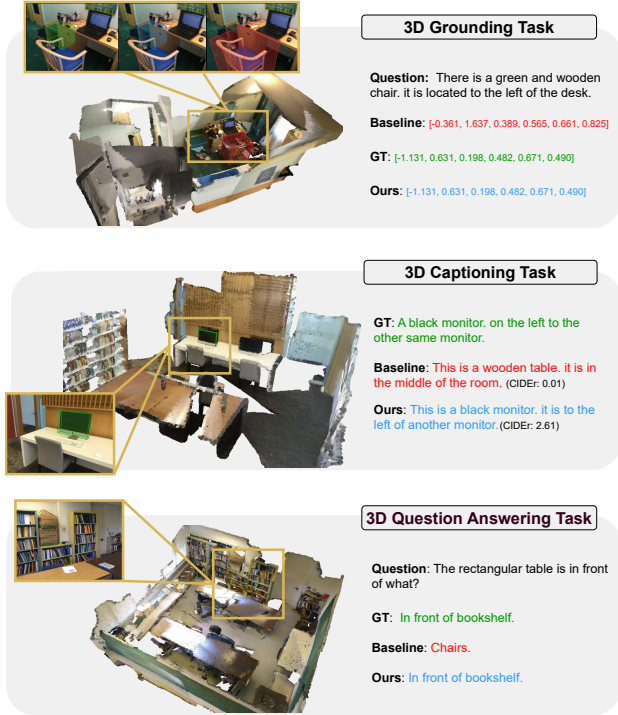 3D Grounding Task
Question: There is a green and wooden
chair. it is located to the left of the desk.
Baseline: [-0.361, 1.637, 0.389, 0.565, 0.661, 0.825]
GT: [-1.131, 0.631, 0.198, 0.482, 0.671, 0.490]
Ours: [-1.131, 0.631, 0.198, 0.482, 0.671, 0.490]
3D Captioning Task
GT: A black monitor. on the left to the
other same monitor.
Baseline: This is a wooden table. it is in
the middle of the room. (CIDEr: 0.01)
Ours: This is a black monitor. it is to the
left of another monitor.(CIDEr: 2.61)
3D Question Answering Task
Question: The rectangular table is in front
of what?
GT: In front of bookshelf.
Baseline: Chairs.
Ours: In front of bookshelf.